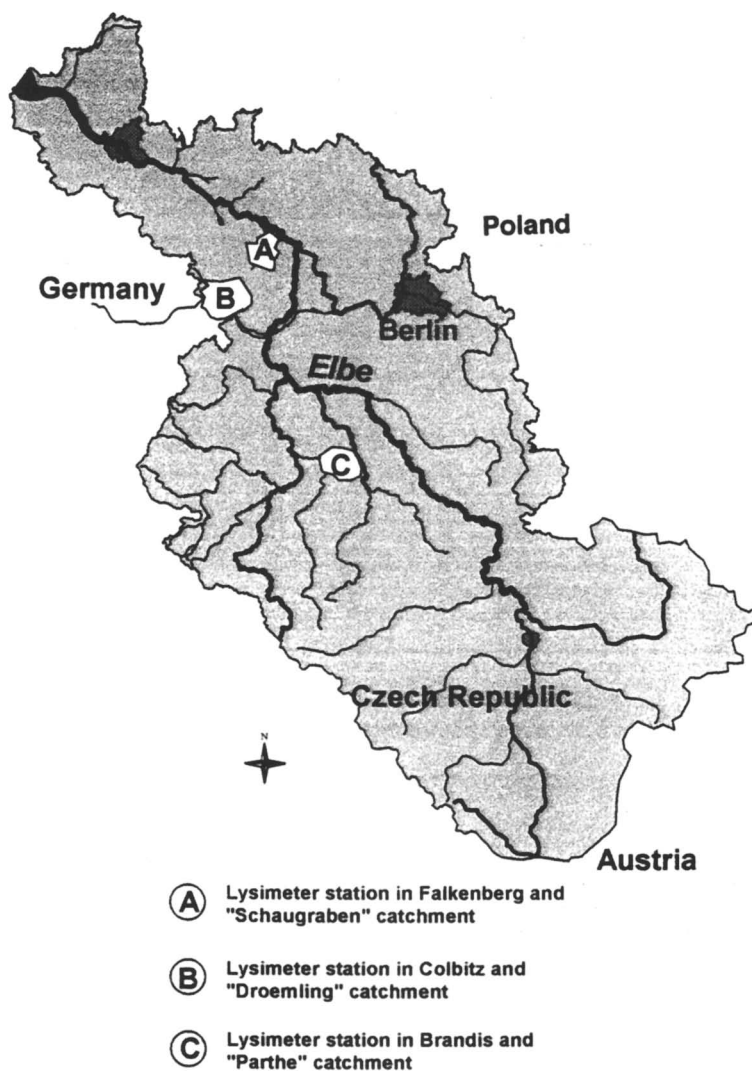 Poland
A
Germany
B
Berlin
Elbe
C
Czech Republic
N
Austria
A Lysimeter station in Falkenberg and
"Schaugraben" catchment
B Lysimeter station in Colbitz and
"Droemling" catchment
C Lysimeter station in Brandis and
"Parthe" catchment